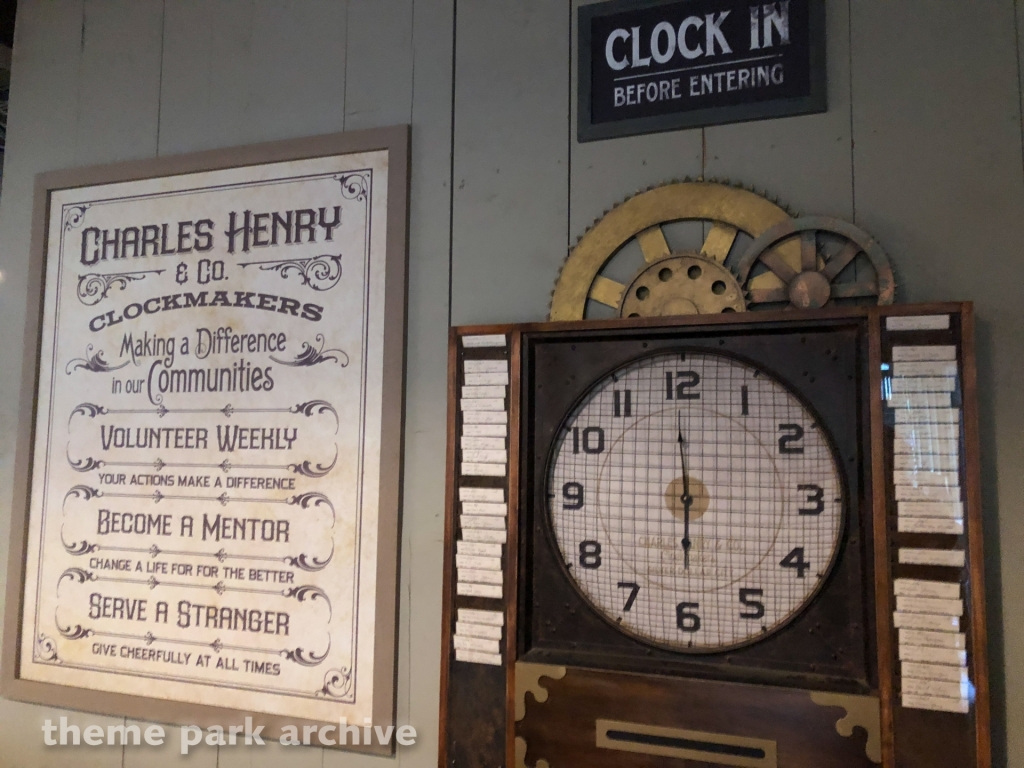 CLOCK IN
BEFORE ENTERING
CHARLES HENRY
& CO.
CLOCKMAKERS
Making a Difference
in our Communities
VOLUNTEER WEEKLY
YOUR ACTIONS MAKE A DIFFERENCE
BECOME A MENTOR
CHANGE A LIFE FOR FOR THE BETTER
SERVE A STRANGER
GIVE CHEERFULLY AT ALL TIMES
12
1
2
3
4
5
6
7
8
9
10
11
theme park archive